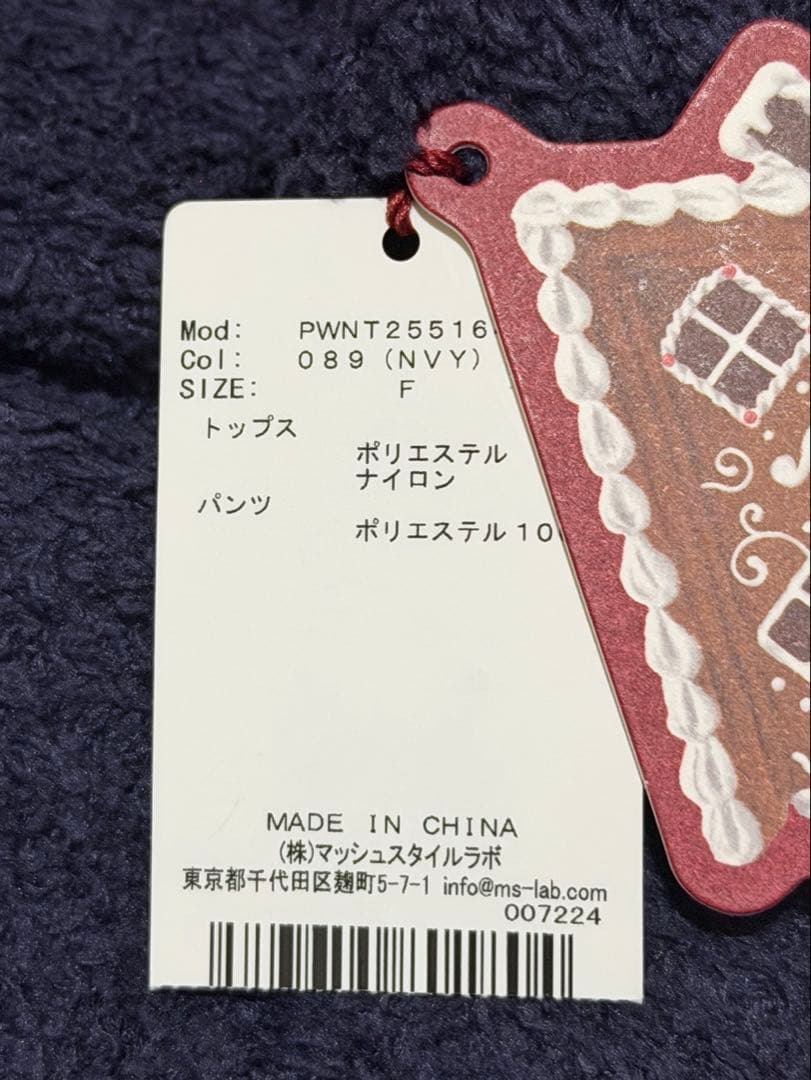 Mod: PWNT25516
Col: 089(NVY)
SIZE: F
トップス
ポリエステル
ナイロン
パンツ
ポリエステル10
MADE IN CHINA
(株)マッシュスタイルラボ
東京都千代田区麹町5-7-1 info@ms-lab.com
007224